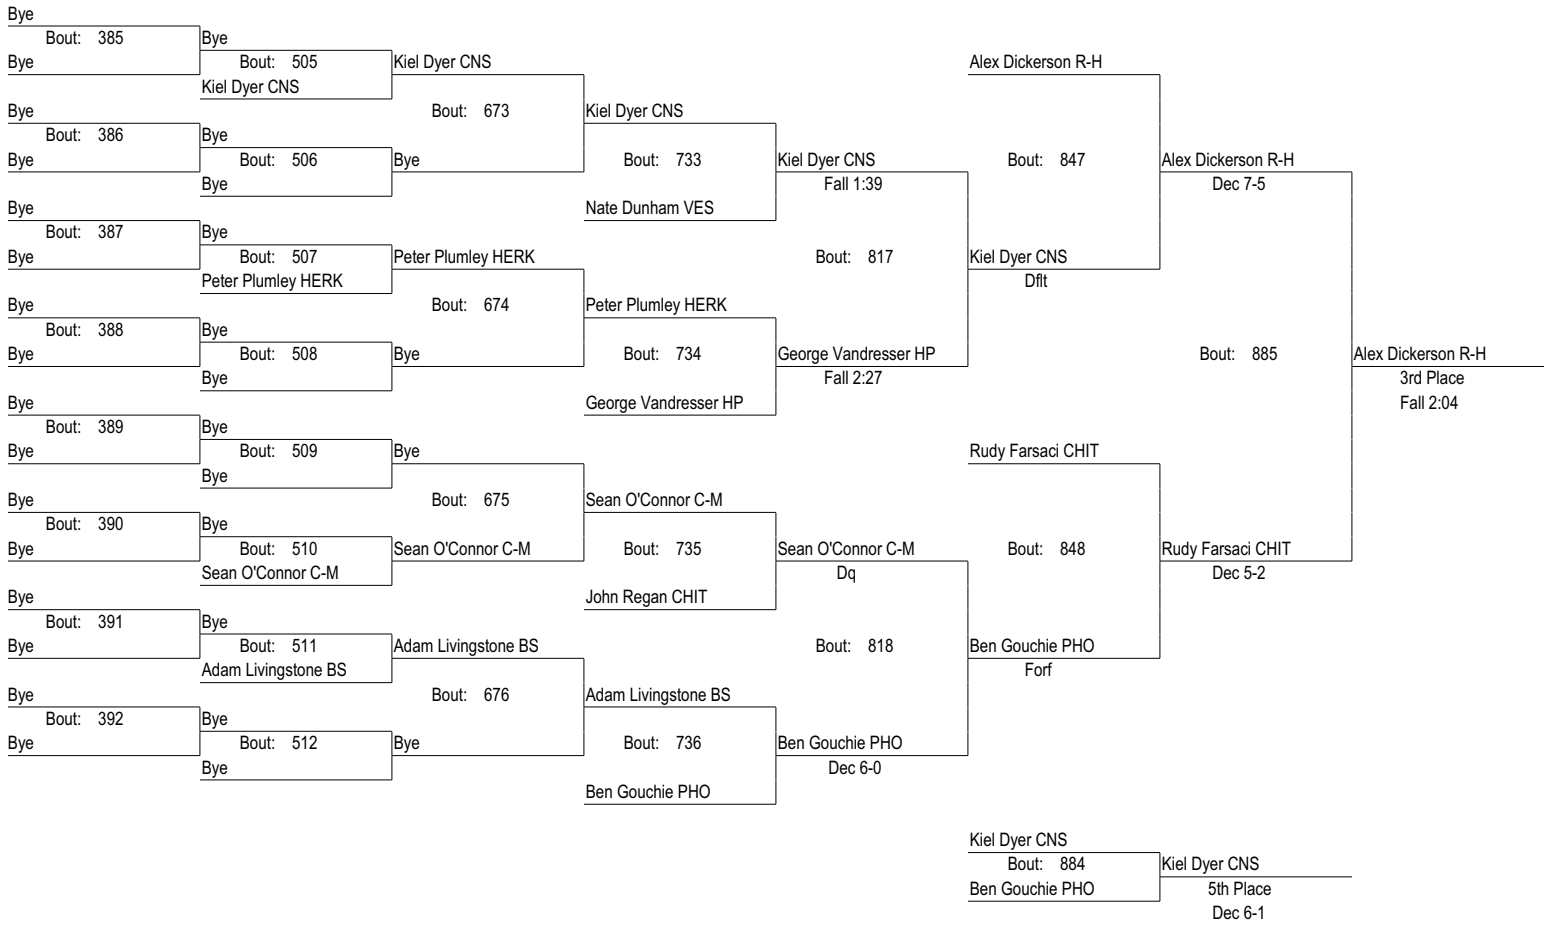 Bye
Bout: 385
Bye
Bye
Bout: 505
Kiel Dyer CNS
Kiel Dyer CNS
Bye
Bout: 386
Bye
Bye
Bout: 506
Bye
Bye
Bout: 673
Kiel Dyer CNS
Bye
Bout: 387
Bye
Bye
Bout: 507
Peter Plumley HERK
Peter Plumley HERK
Bye
Bout: 388
Bye
Bye
Bout: 508
Bye
Bye
Bout: 674
Peter Plumley HERK
Bout: 733
Nate Dunham VES
Kiel Dyer CNS
Fall 1:39
Bout: 734
George Vandresser HP
George Vandresser HP
Fall 2:27
Bout: 817
Alex Dickerson R-H
Bout: 847
Kiel Dyer CNS
Dflt
Alex Dickerson R-H
Dec 7-5
Bye
Bout: 389
Bye
Bye
Bout: 509
Bye
Bye
Bye
Bout: 390
Bye
Bye
Bout: 510
Sean O'Connor C-M
Sean O'Connor C-M
Bout: 675
Sean O'Connor C-M
Bye
Bout: 391
Bye
Bye
Bout: 511
Adam Livingstone BS
Adam Livingstone BS
Bye
Bout: 392
Bye
Bye
Bout: 512
Bye
Bye
Bout: 676
Adam Livingstone BS
Bout: 735
John Regan CHIT
Sean O'Connor C-M
Dq
Bout: 736
Ben Gouchie PHO
Ben Gouchie PHO
Dec 6-0
Bout: 818
Rudy Farsaci CHIT
Bout: 848
Ben Gouchie PHO
Forf
Rudy Farsaci CHIT
Dec 5-2
Bout: 885
Alex Dickerson R-H
3rd Place
Fall 2:04
Kiel Dyer CNS
Bout: 884
Ben Gouchie PHO
Kiel Dyer CNS
5th Place
Dec 6-1